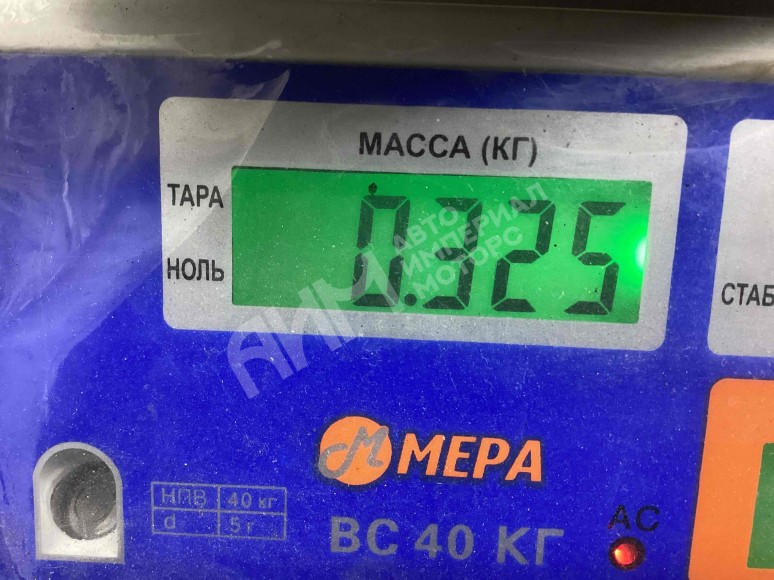 МАССА (КГ)
ТАРА
0.325
НОЛЬ
СТАБ
АИМ
АВТО
ИМПЕРИАЛ
МОТОРС
М МЕРА
НПВ 40 кг
d 5 г
ВС 40 КГ
АС